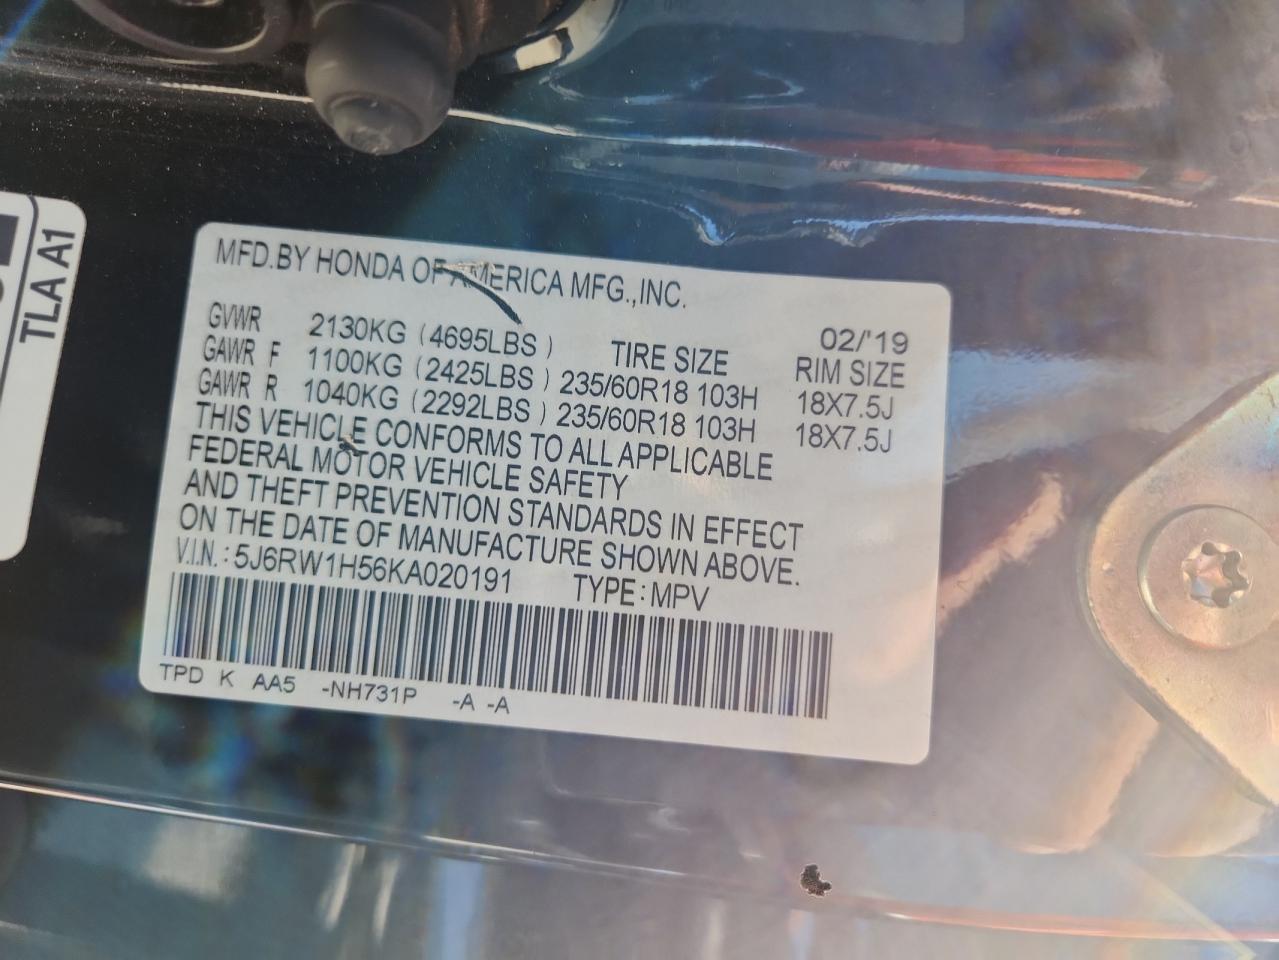 TLA A1
MFD.BY HONDA OF AMERICA MFG.,INC.
02/'19
GVWR 2130KG (4695LBS) TIRE SIZE RIM SIZE
GAWR F 1100KG (2425LBS) 235/60R18 103H 18X7.5J
GAWR R 1040KG (2292LBS) 235/60R18 103H 18X7.5J
THIS VEHICLE CONFORMS TO ALL APPLICABLE
FEDERAL MOTOR VEHICLE SAFETY
AND THEFT PREVENTION STANDARDS IN EFFECT
ON THE DATE OF MANUFACTURE SHOWN ABOVE.
V.I.N.: 5J6RW1H56KA020191 TYPE: MPV
TPD K AA5 -NH731P -A -A